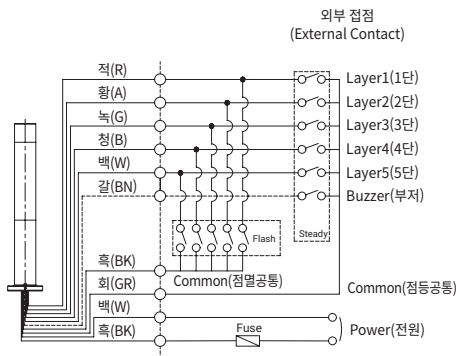 외부 접점
(External Contact)
적(R)
Layer1(1단)
황(A)
Layer2(2단)
녹(G)
Layer3(3단)
청(B)
Layer4(4단)
백(W)
Layer5(5단)
갈(BN)
Buzzer(부저)
Flash
Steady
흑(BK)
Common(점멸공통)
회(GR)
Common(점등공통)
백(W)
Fuse
Power(전원)
흑(BK)